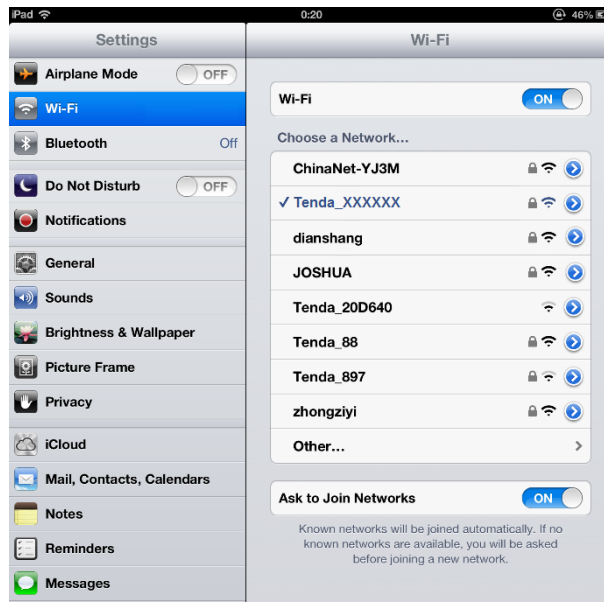 iPad 0:20 46%
Settings
Airplane Mode OFF
Wi-Fi
Bluetooth Off
Do Not Disturb OFF
Notifications
General
Sounds
Brightness & Wallpaper
Picture Frame
Privacy
iCloud
Mail, Contacts, Calendars
Notes
Reminders
Messages
Wi-Fi
Wi-Fi ON
Choose a Network...
ChinaNet-YJ3M
✓ Tenda_XXXXXX
dianshang
JOSHUA
Tenda_20D640
Tenda_88
Tenda_897
zhongziyi
Other...
Ask to Join Networks ON
Known networks will be joined automatically. If no
known networks are available, you will be asked
before joining a new network.